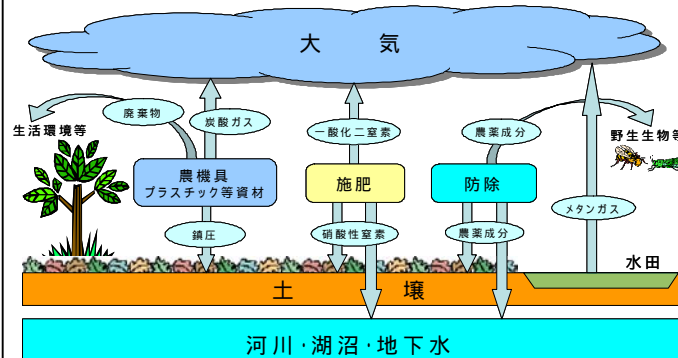 大　気
廃棄物
炭酸ガス
一酸化二窒素
農薬成分
生活環境等
野生生物等
農機具
プラスチック等資材
施肥
防除
メタンガス
鎮圧
硝酸性窒素
農薬成分
水田
土　壌
河川・湖沼・地下水